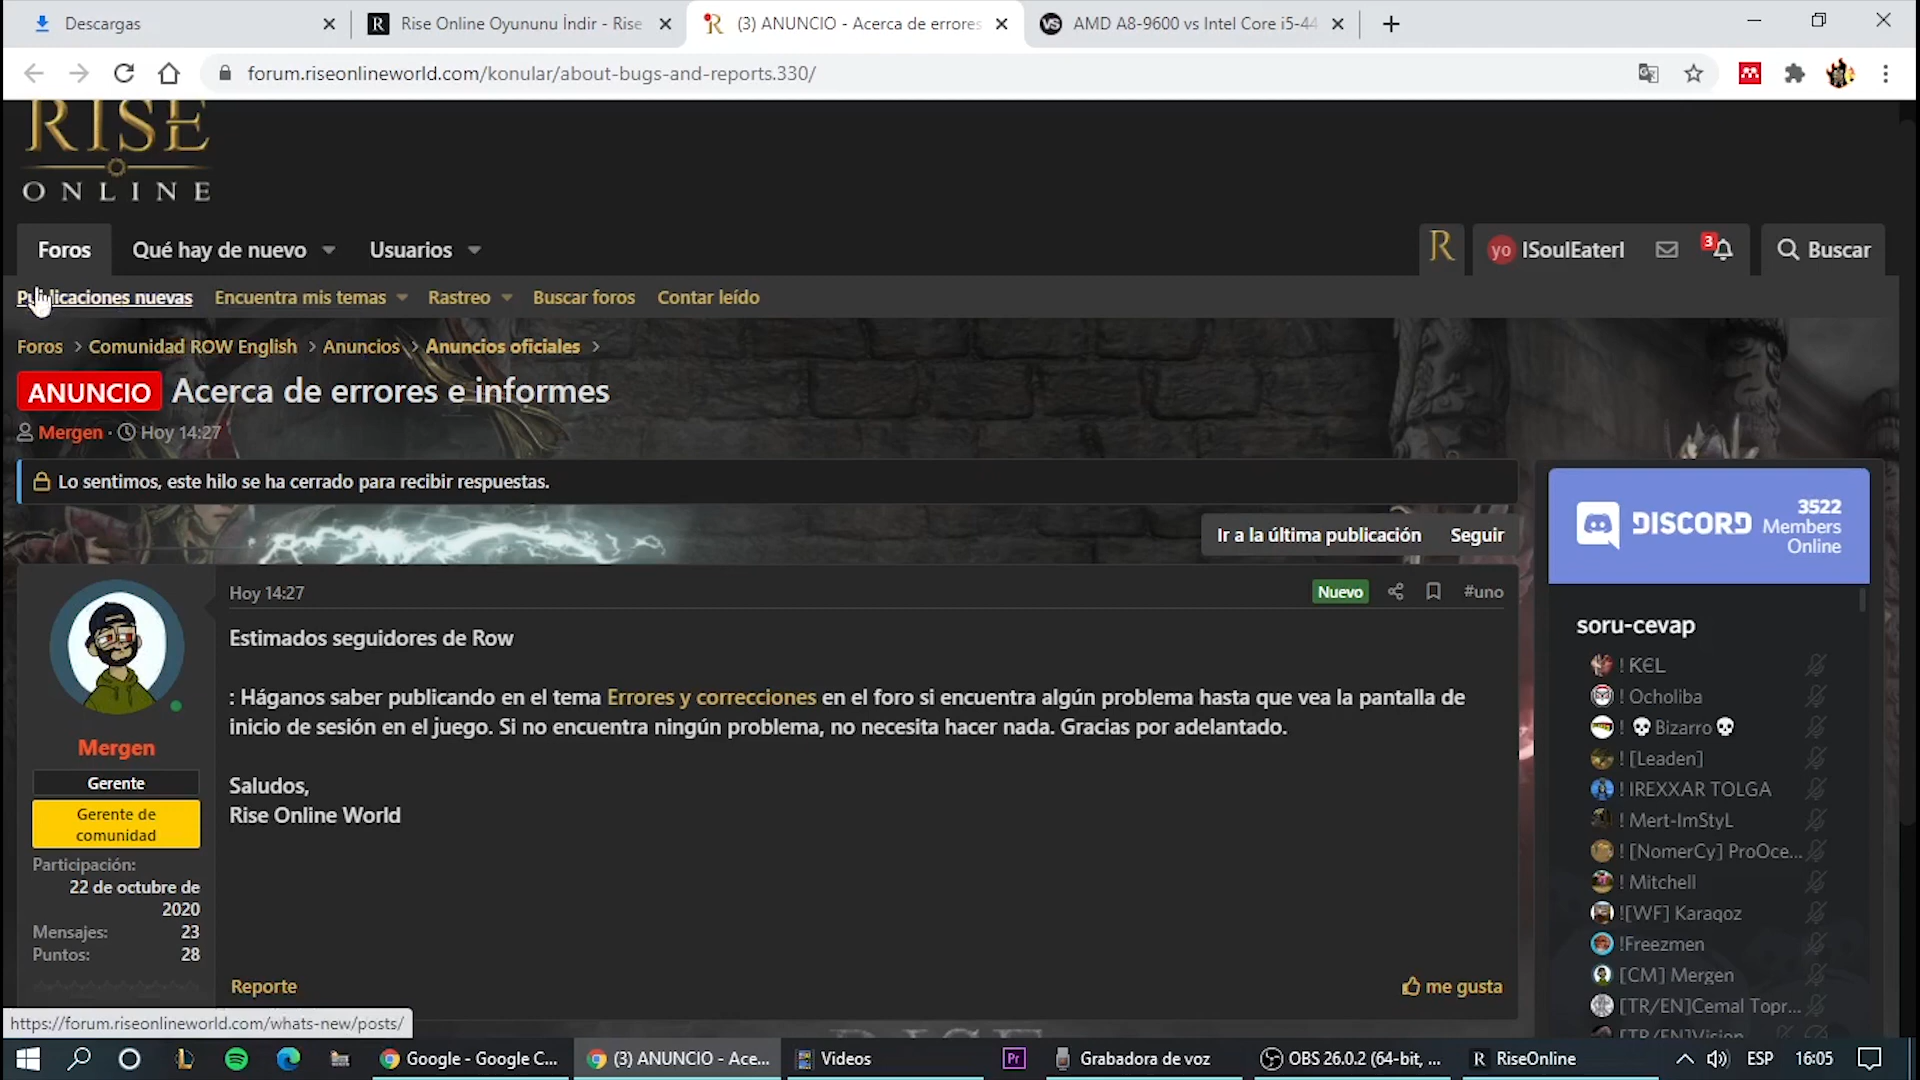 Descargas
Rise Online Oyununu İndir - Rise
(3) ANUNCIO - Acerca de errores
AMD A8-9600 vs Intel Core i5-44
forum.riseonlineworld.com/konular/about-bugs-and-reports.330/
RISE
ONLINE
Foros
Qué hay de nuevo
Usuarios
yo
lSoulEaterl
3
Buscar
Publicaciones nuevas
Encuentra mis temas
Rastreo
Buscar foros
Contar leído
Foros > Comunidad ROW English > Anuncios > Anuncios oficiales >
ANUNCIO Acerca de errores e informes
Mergen · Hoy 14:27
Lo sentimos, este hilo se ha cerrado para recibir respuestas.
Ir a la última publicación
Seguir
Hoy 14:27
Nuevo
#uno
Estimados seguidores de Row
: Háganos saber publicando en el tema Errores y correcciones en el foro si encuentra algún problema hasta que vea la pantalla de
inicio de sesión en el juego. Si no encuentra ningún problema, no necesita hacer nada. Gracias por adelantado.
Saludos,
Rise Online World
Mergen
Gerente
Gerente de
comunidad
Participación:
22 de octubre de
2020
Mensajes: 23
Puntos: 28
Reporte
me gusta
DISCORD
3522
Members
Online
soru-cevap
! KEL
! Ocholiba
! 💀Bizarro💀
! [Leaden]
! IREXXAR TOLGA
! Mert-ImStyL
! [NomerCy] ProOce...
! Mitchell
![WF] Karaqoz
!Freezmen
[CM] Mergen
[TR/EN]Cemal Topr...
[TR/EN]Vision
https://forum.riseonlineworld.com/whats-new/posts/
Google - Google C...
(3) ANUNCIO - Ace...
Videos
Pr
Grabadora de voz
OBS 26.0.2 (64-bit, ...
RiseOnline
ESP
16:05